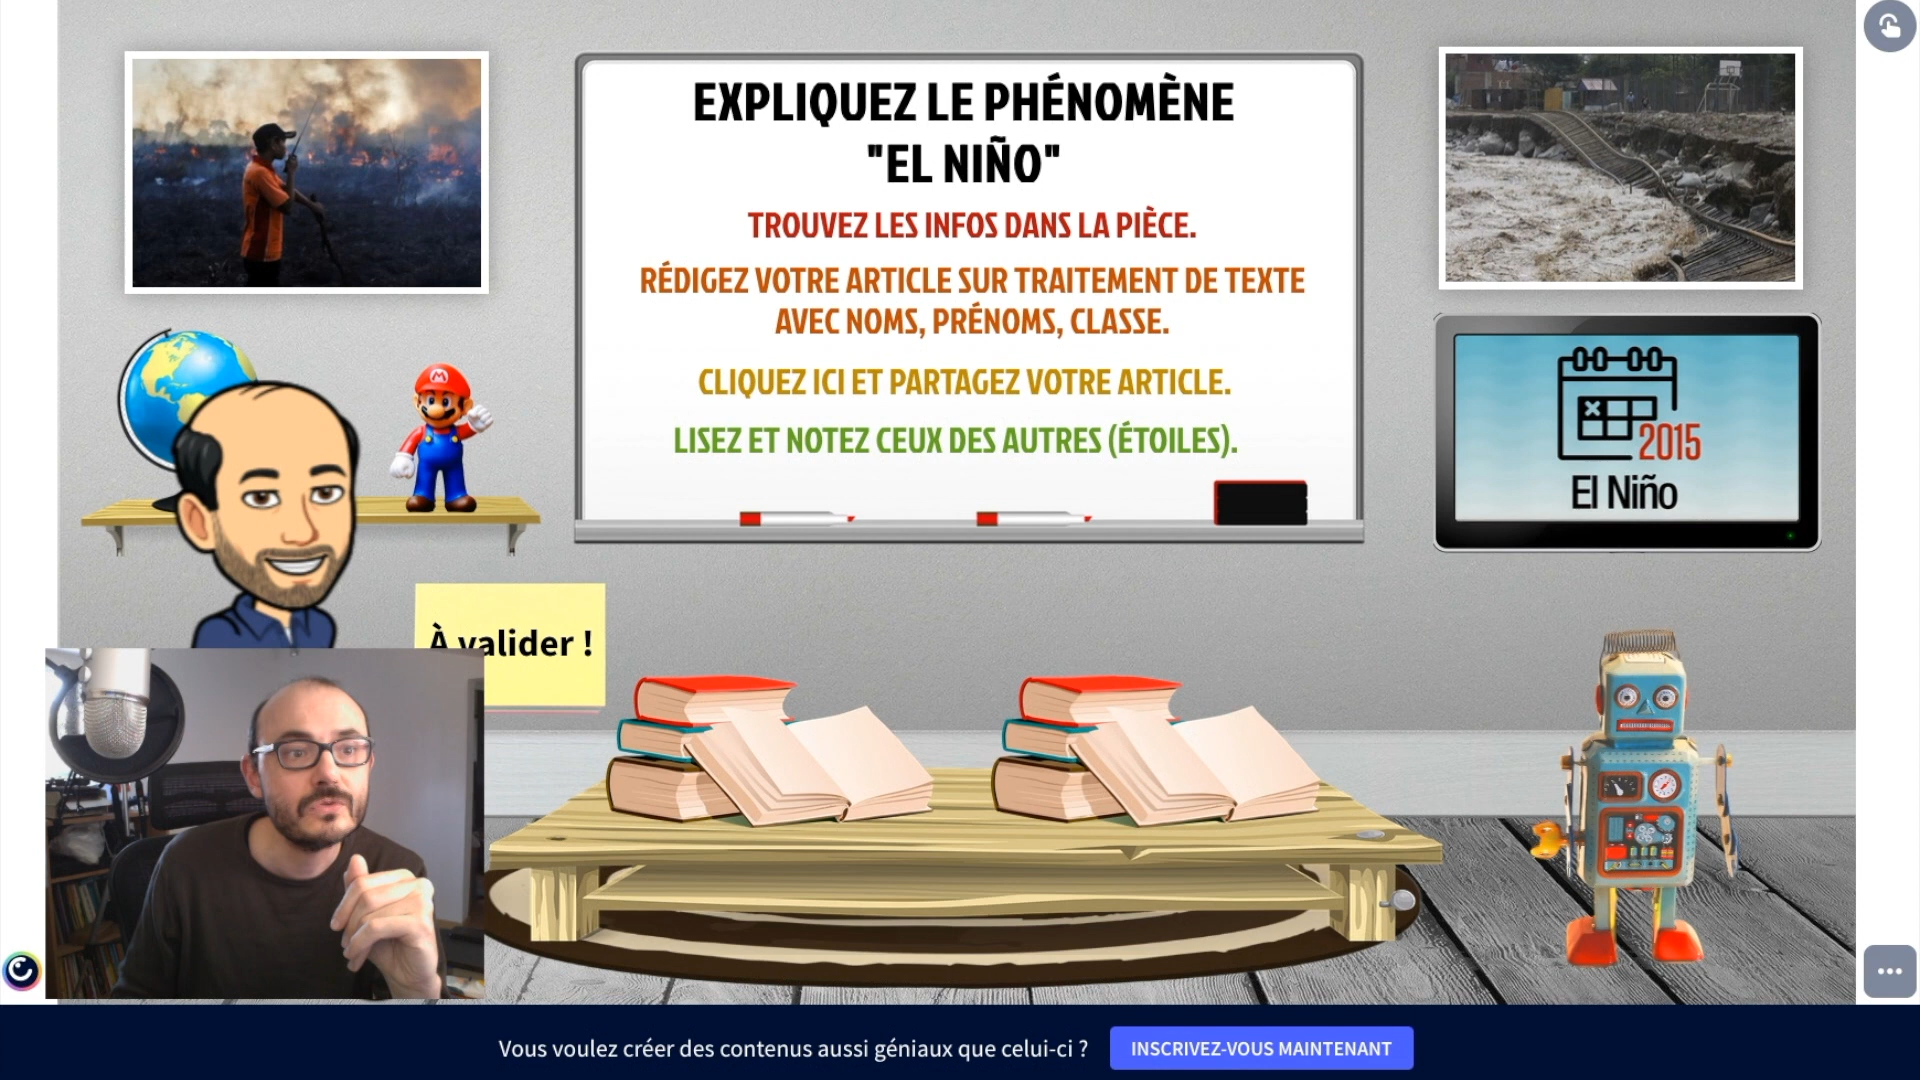 EXPLIQUEZ LE PHÉNOMÈNE
"EL NIÑO"
TROUVEZ LES INFOS DANS LA PIÈCE.
RÉDIGEZ VOTRE ARTICLE SUR TRAITEMENT DE TEXTE
AVEC NOMS, PRÉNOMS, CLASSE.
CLIQUEZ ICI ET PARTAGEZ VOTRE ARTICLE.
LISEZ ET NOTEZ CEUX DES AUTRES (ÉTOILES).
2015
El Niño
M
À valider !
Vous voulez créer des contenus aussi géniaux que celui-ci ?
INSCRIVEZ-VOUS MAINTENANT